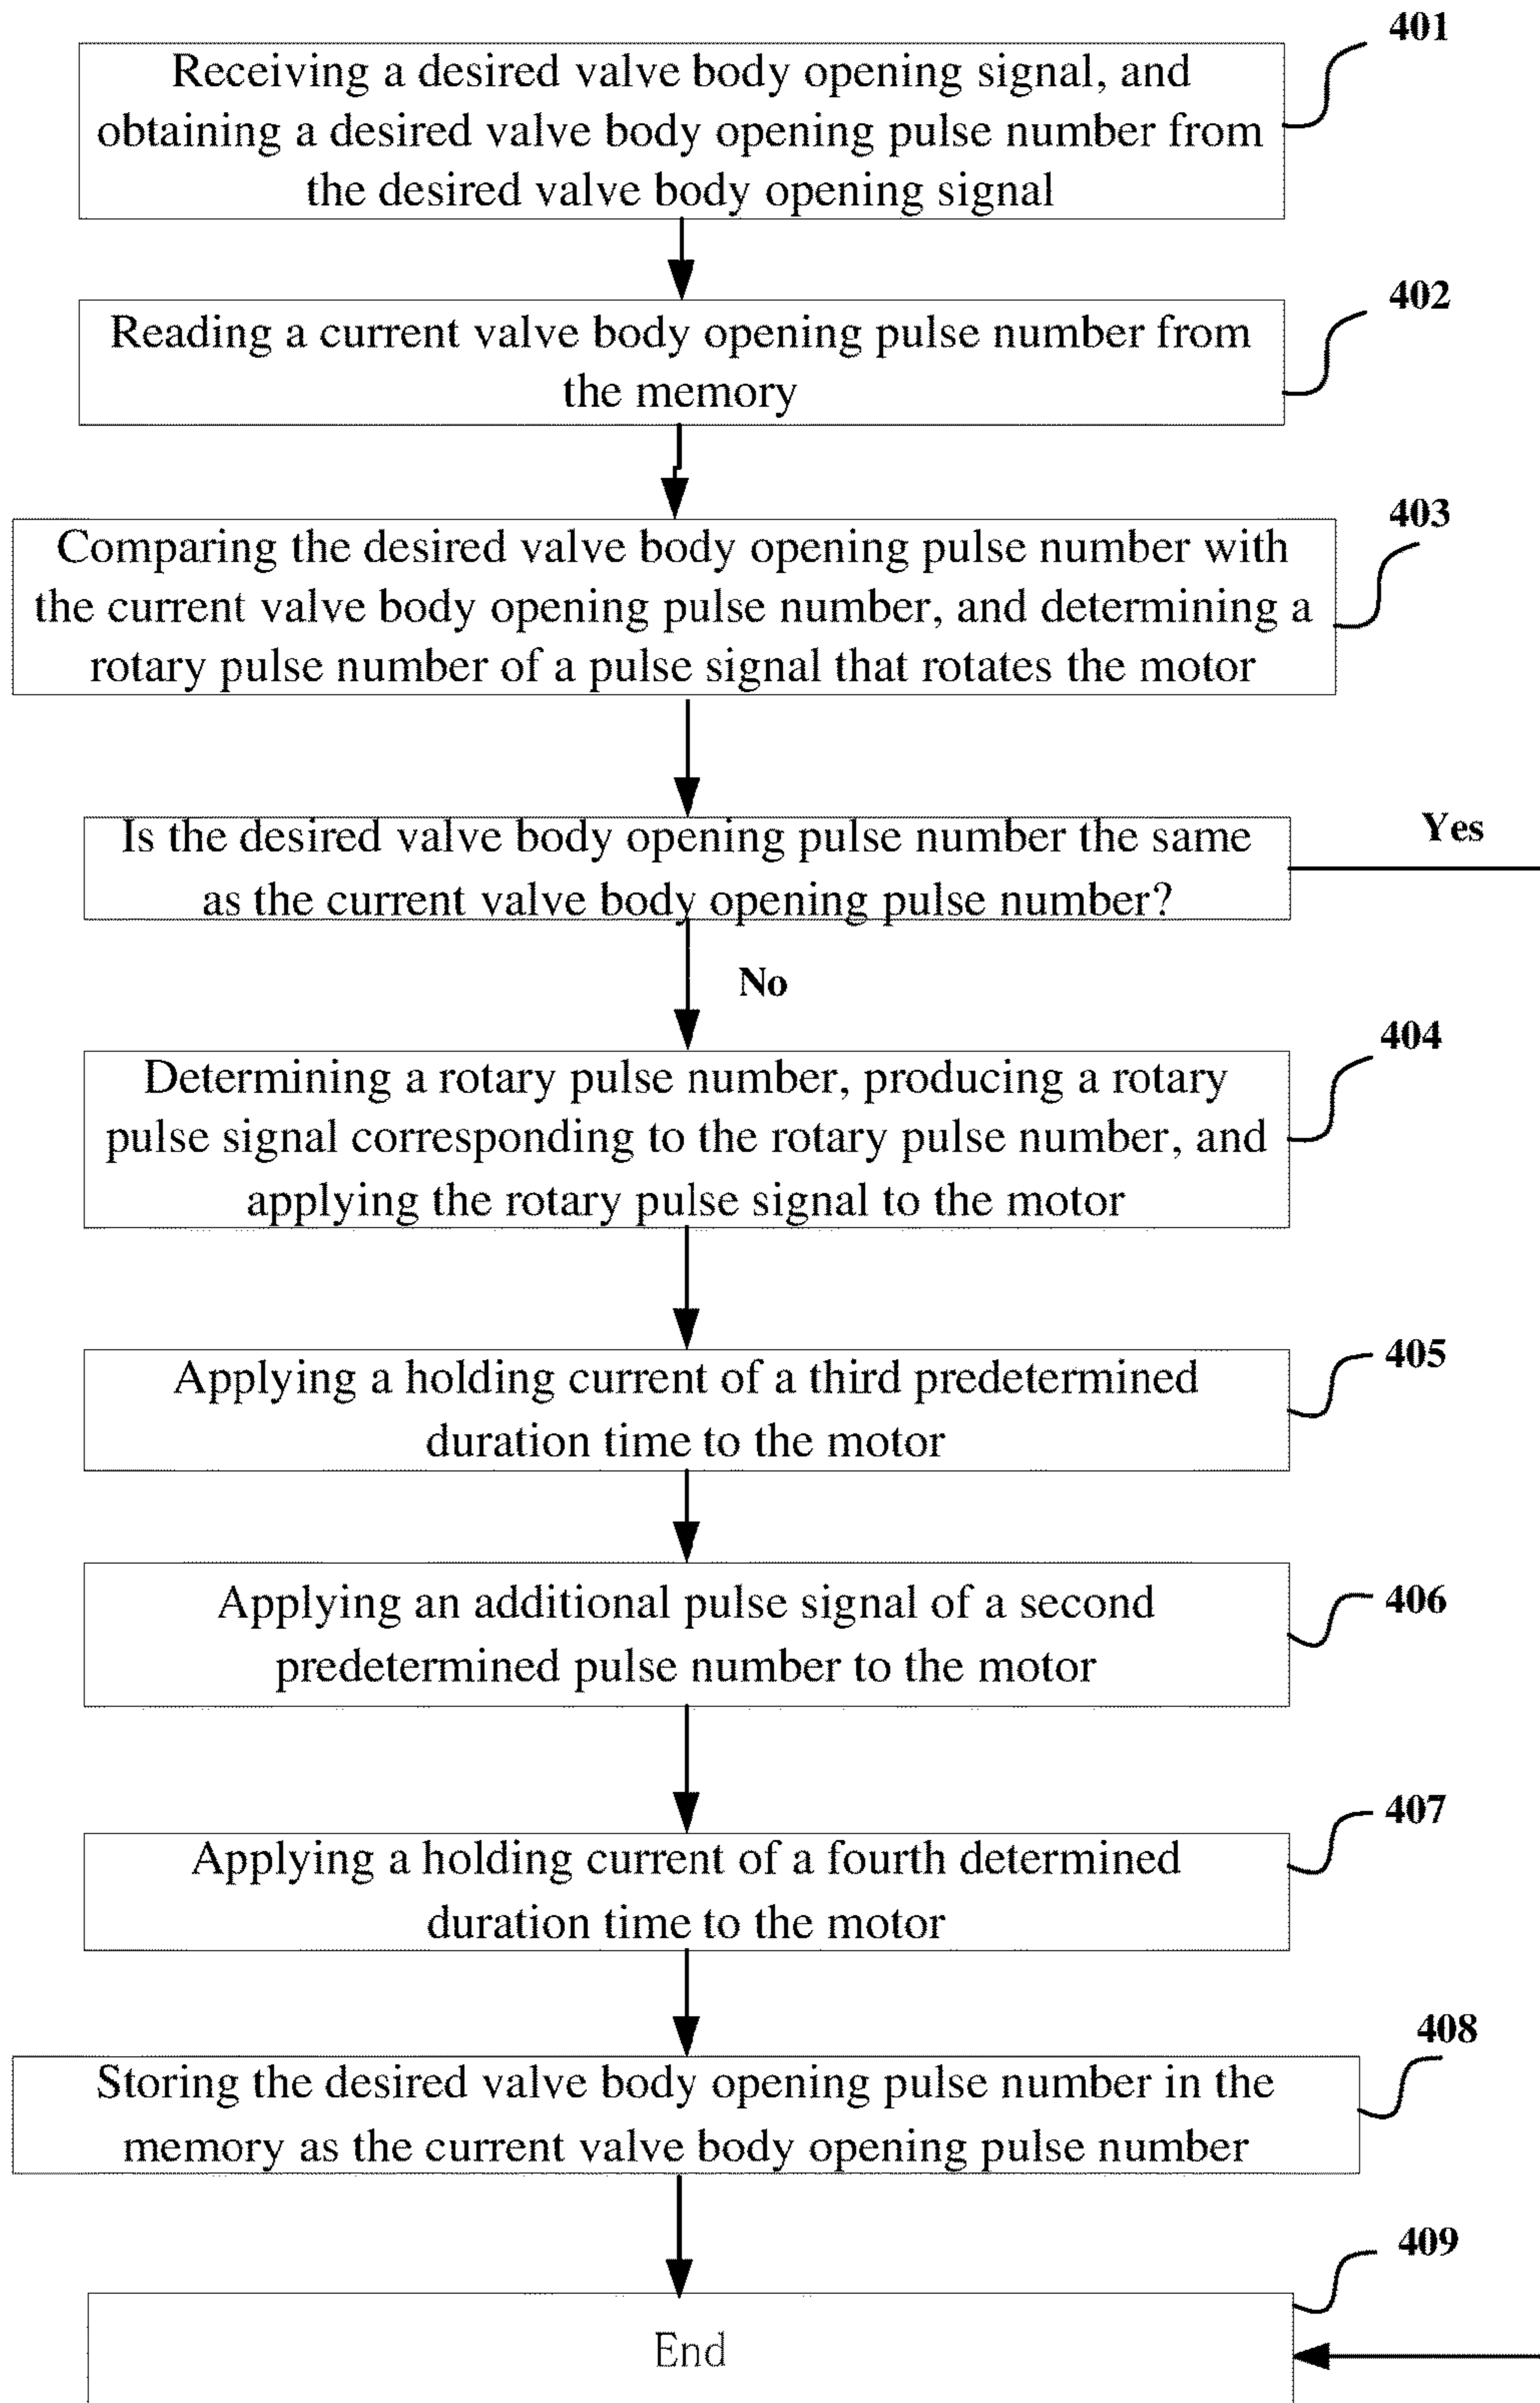 401
Receiving a desired valve body opening signal, and
obtaining a desired valve body opening pulse number from
the desired valve body opening signal
402
Reading a current valve body opening pulse number from
the memory
403
Comparing the desired valve body opening pulse number with
the current valve body opening pulse number, and determining a
rotary pulse number of a pulse signal that rotates the motor
Is the desired valve body opening pulse number the same
as the current valve body opening pulse number?
Yes
No
404
Determining a rotary pulse number, producing a rotary
pulse signal corresponding to the rotary pulse number, and
applying the rotary pulse signal to the motor
405
Applying a holding current of a third predetermined
duration time to the motor
406
Applying an additional pulse signal of a second
predetermined pulse number to the motor
407
Applying a holding current of a fourth determined
duration time to the motor
408
Storing the desired valve body opening pulse number in the
memory as the current valve body opening pulse number
409
End